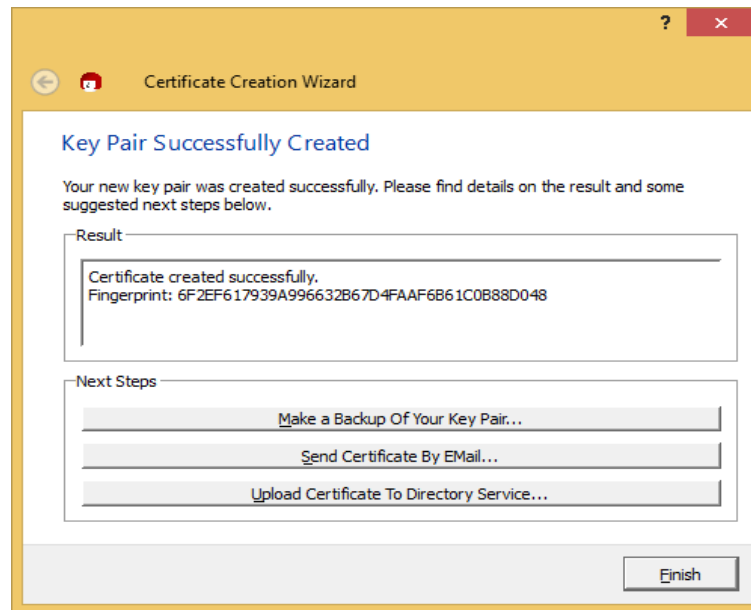 ?
Certificate Creation Wizard
Key Pair Successfully Created
Your new key pair was created successfully. Please find details on the result and some
suggested next steps below.
Result
Certificate created successfully.
Fingerprint: 6F2EF617939A996632B67D4FAAF6B61C0B88D048
Next Steps
Make a Backup Of Your Key Pair...
Send Certificate By EMail...
Upload Certificate To Directory Service...
Finish